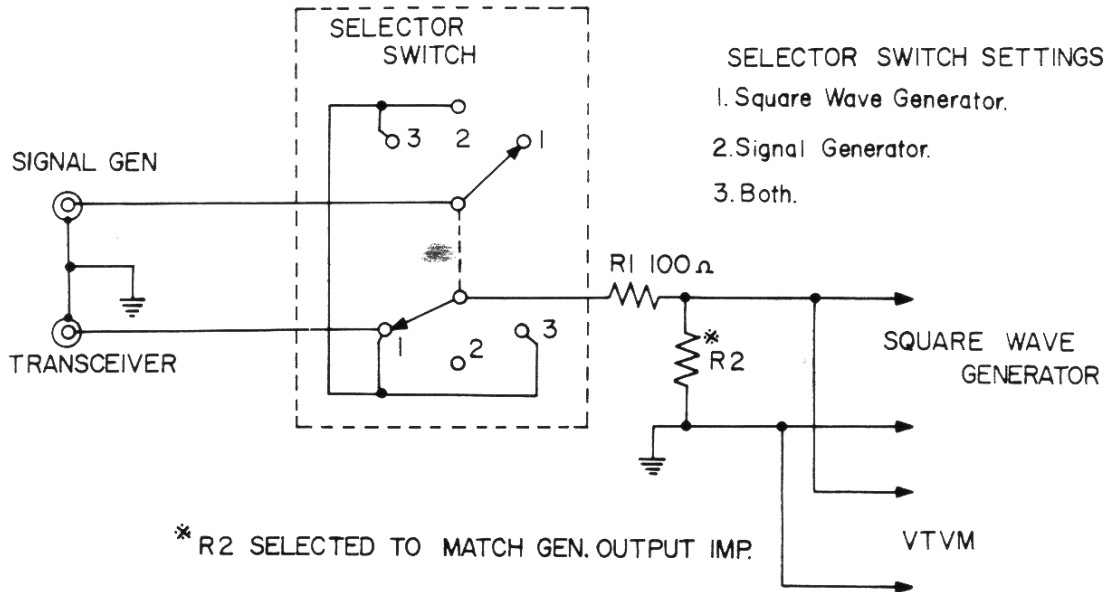 SELECTOR
SWITCH
SELECTOR SWITCH SETTINGS
1. Square Wave Generator.
2. Signal Generator.
3. Both.
3
2
1
SIGNAL GEN
TRANSCEIVER
1
2
3
R1 100Ω
*
R2
SQUARE WAVE
GENERATOR
VTVM
* R2 SELECTED TO MATCH GEN. OUTPUT IMP.